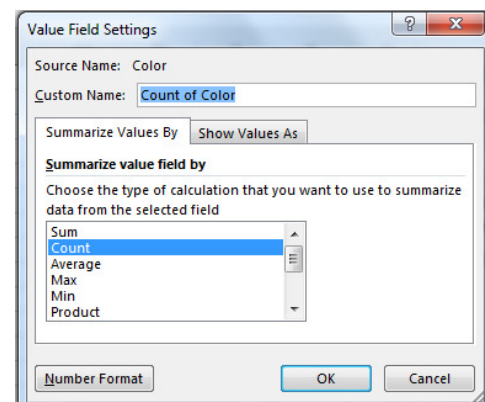 Value Field Settings
?
Source Name: Color
Custom Name: Count of Color
Summarize Values By Show Values As
Summarize value field by
Choose the type of calculation that you want to use to summarize
data from the selected field
Sum
Count
Average
Max
Min
Product
Number Format OK Cancel